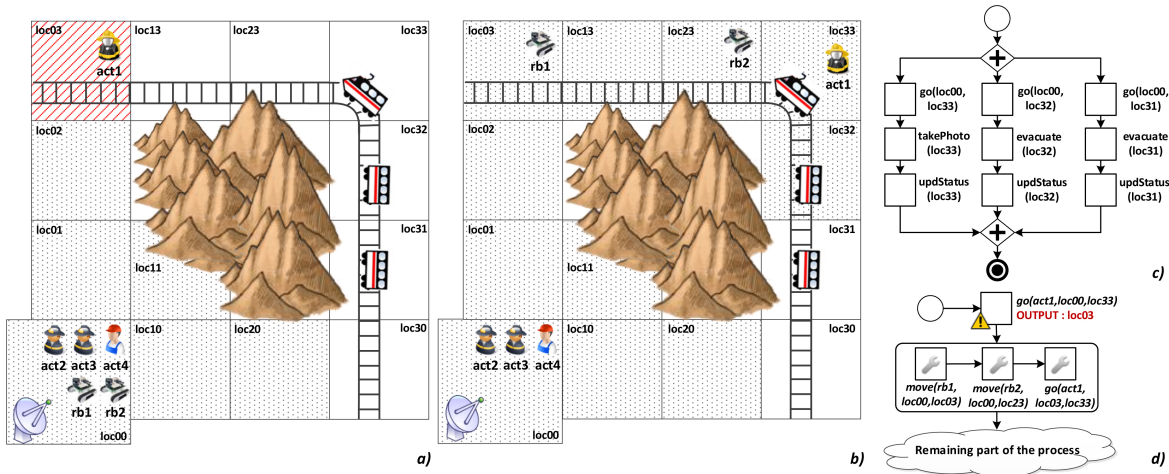 loc03
loc13
loc23
loc33
act1
loc02
loc32
loc01
loc31
loc11
loc10
loc20
loc30
act2
act3
act4
rb1
rb2
loc00
a)
loc03
loc13
loc23
loc33
rb1
rb2
act1
loc02
loc32
loc01
loc31
loc11
loc10
loc20
loc30
act2
act3
act4
loc00
b)
go(loc00,
loc33)
go(loc00,
loc32)
go(loc00,
loc31)
takePhoto
(loc33)
evacuate
(loc32)
evacuate
(loc31)
updStatus
(loc33)
updStatus
(loc32)
updStatus
(loc31)
c)
go(act1,loc00,loc33)
OUTPUT : loc03
move(rb1,
loc00,loc03)
move(rb2,
loc00,loc23)
go(act1,
loc03,loc33)
Remaining part of the process
d)